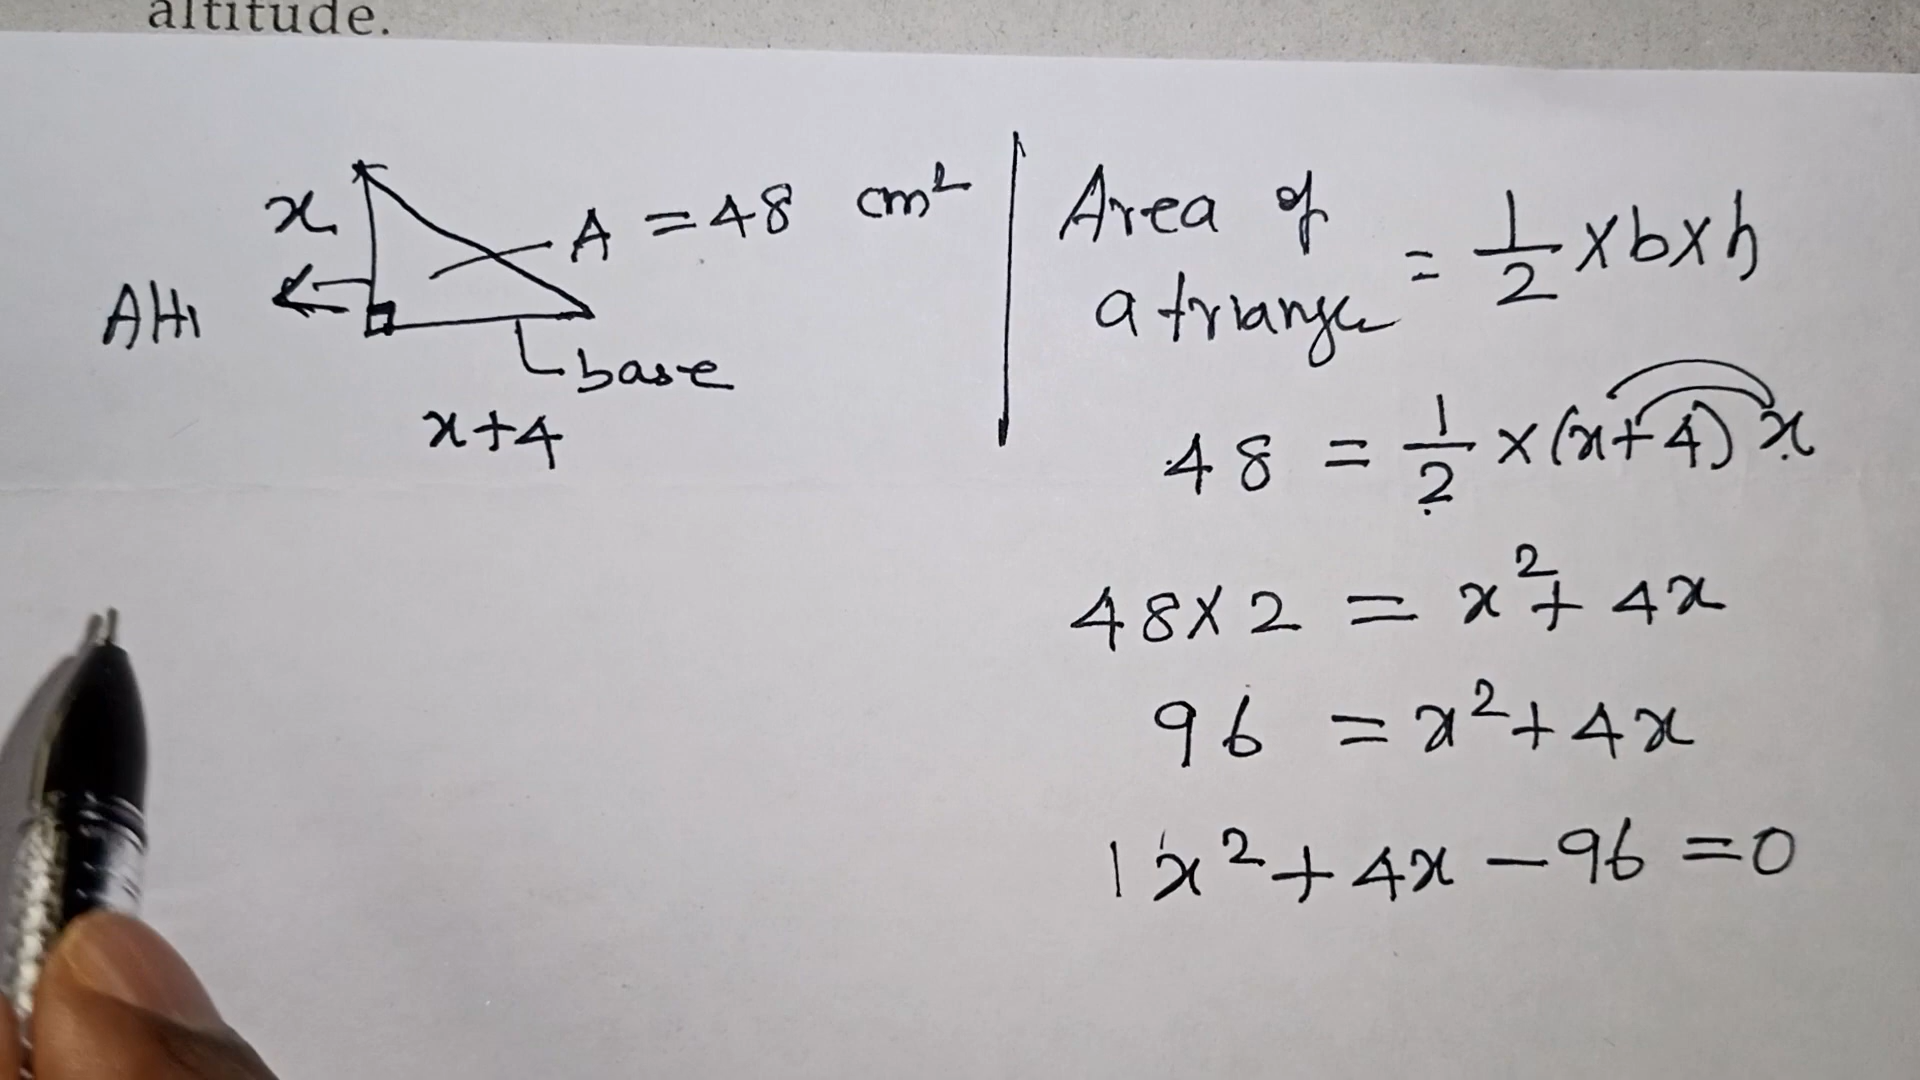 altitude.
x
A = 48 cm²
Alti
base
x+4
Area of
a triangle = 1/2 × b × h
48 = 1/2 × (x+4) x
48 × 2 = x² + 4x
96 = x² + 4x
1x² + 4x − 96 = 0